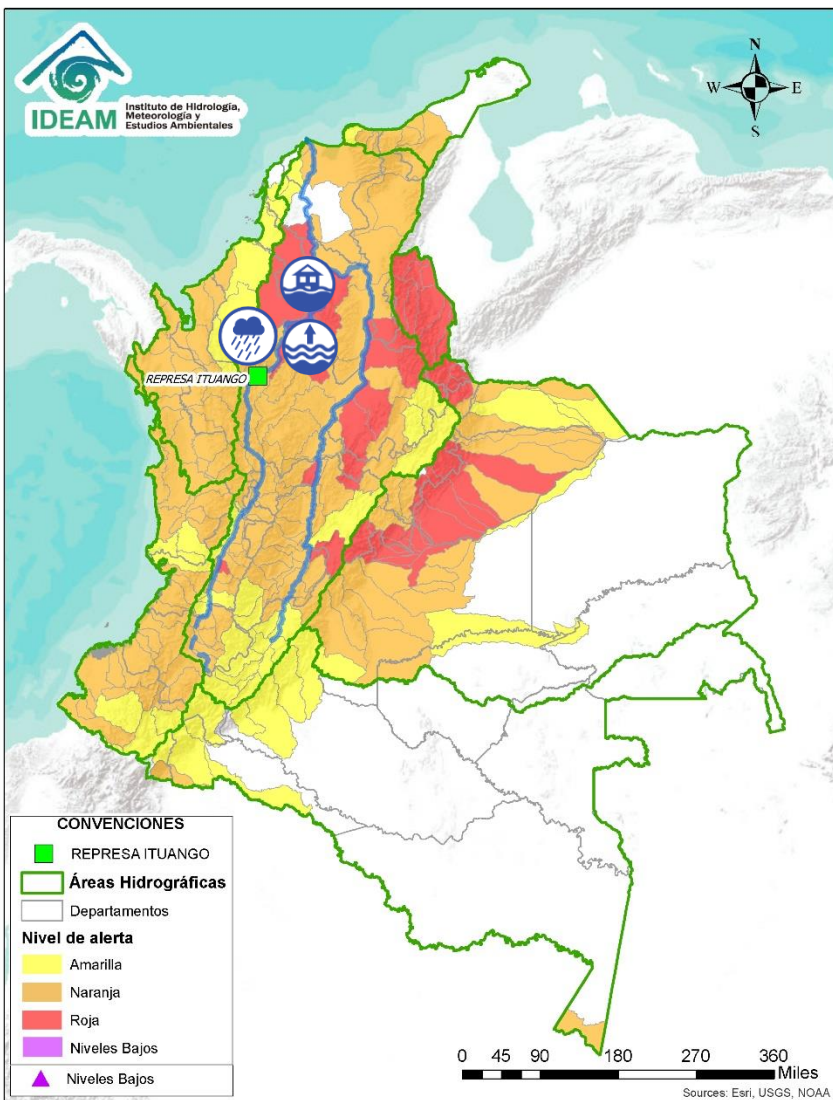 IDEAM
Instituto de Hidrología,
Meteorología y
Estudios Ambientales
N
W
E
S
REPRESA ITUANGO
CONVENCIONES
REPRESA ITUANGO
Áreas Hidrográficas
Departamentos
Nivel de alerta
Amarilla
Naranja
Roja
Niveles Bajos
Niveles Bajos
0 45 90 180 270 360
Miles
Sources: Esri, USGS, NOAA